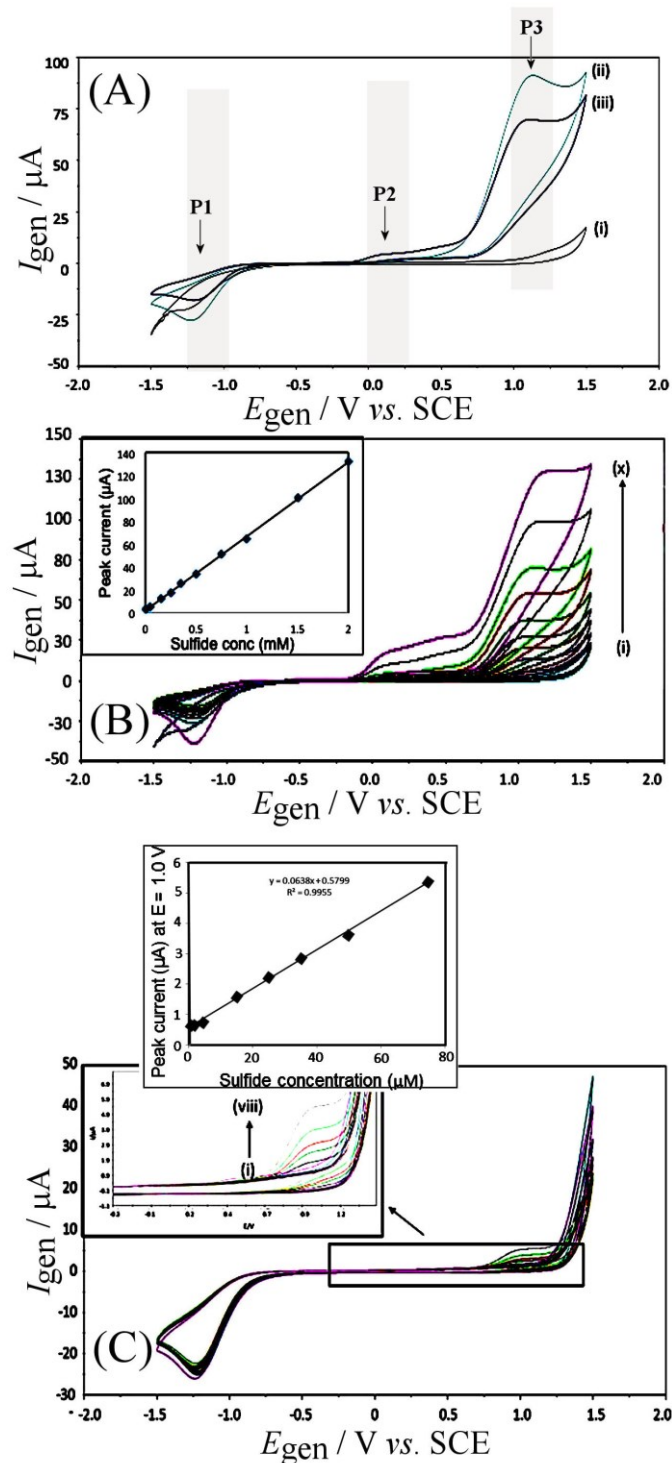 (A)
P1
P2
P3
(ii)
(iii)
(i)
100
75
50
25
0
-25
-50
-2.0 -1.5 -1.0 -0.5 0.0 0.5 1.0 1.5 2.0
Igen / µA
Egen / V vs. SCE
150
130
110
90
70
50
30
10
-10
-30
-50
Igen / µA
140
120
100
80
60
40
20
0
Peak current (µA)
0 0.5 1 1.5 2
Sulfide conc (mM)
(x)
(i)
(B)
-2.0 -1.5 -1.0 -0.5 0.0 0.5 1.0 1.5 2.0
Egen / V vs. SCE
y = 0.0638x + 0.5799
R² = 0.9955
6
5
4
3
2
1
0
Peak current (µA) at E = 1.0 V
0 20 40 60 80
Sulfide concentration (µM)
50
40
30
20
10
0
-10
-20
-30
Igen / µA
(viii)
(i)
(C)
-2.0 -1.5 -1.0 -0.5 0.0 0.5 1.0 1.5 2.0
Egen / V vs. SCE